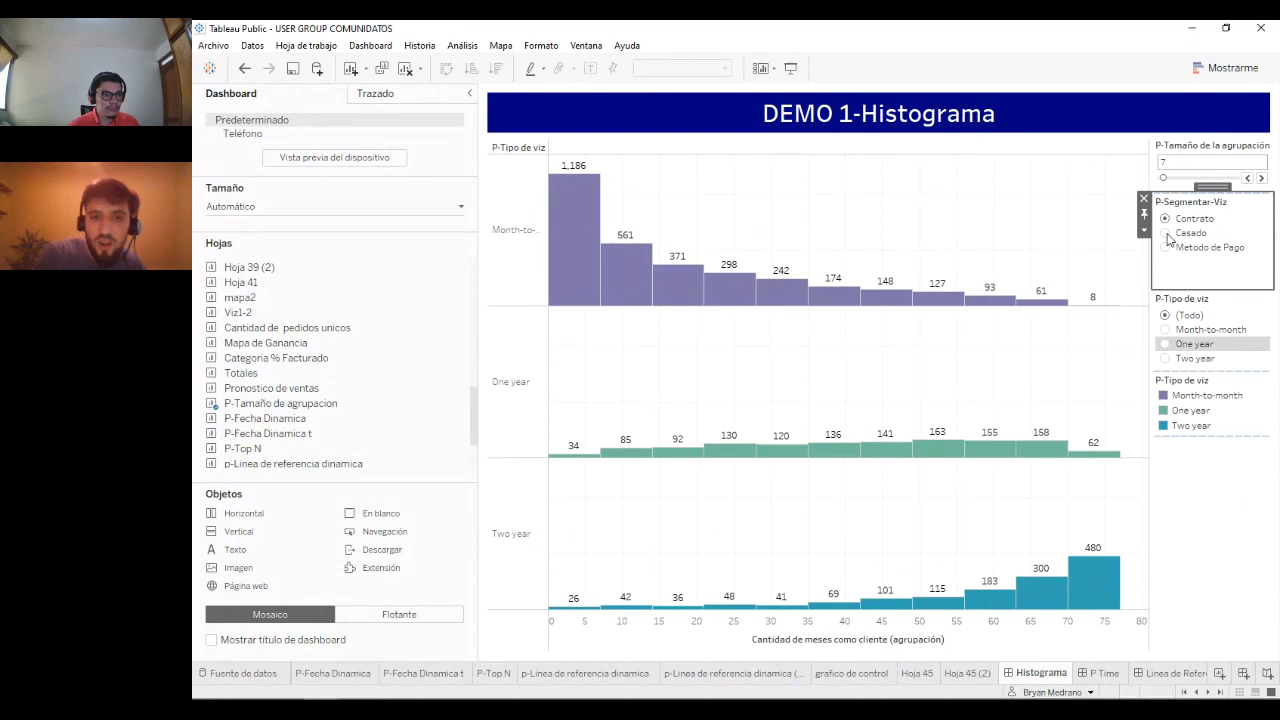 Tableau Public - USER GROUP COMUNIDATOS
Archivo Datos Hoja de trabajo Dashboard Historia Análisis Mapa Formato Ventana Ayuda
Mostrarme
Dashboard Trazado
Predeterminado
Teléfono
Vista previa del dispositivo
Tamaño
Automático
Hojas
Hoja 39 (2)
Hoja 41
mapa2
Viz1-2
Cantidad de pedidos unicos
Mapa de Ganancia
Categoria % Facturado
Totales
Pronostico de ventas
P-Tamaño de agrupacion
P-Fecha Dinamica
P-Fecha Dinamica t
P-Top N
p-Linea de referencia dinamica
Objetos
Horizontal En blanco
Vertical Navegación
Texto Descargar
Imagen Extensión
Página web
Mosaico Flotante
Mostrar título de dashboard
DEMO 1-Histograma
P-Tipo de viz
Month-to-..
1,186 561 371 298 242 174 148 127 93 61 8
One year
34 85 92 130 120 136 141 163 155 158 62
Two year
26 42 36 48 41 69 101 115 183 300 480
0 5 10 15 20 25 30 35 40 45 50 55 60 65 70 75 80
Cantidad de meses como cliente (agrupación)
P-Tamaño de la agrupación
7
P-Segmentar-Viz
Contrato
Casado
Metodo de Pago
P-Tipo de viz
(Todo)
Month-to-month
One year
Two year
P-Tipo de viz
Month-to-month
One year
Two year
Fuente de datos P-Fecha Dinamica P-Fecha Dinamica t P-Top N p-Linea de referencia dinamica p-Linea de referencia dinamica (... grafico de control Hoja 45 Hoja 45 (2) Histograma P Time Linea de Refer
Bryan Medrano